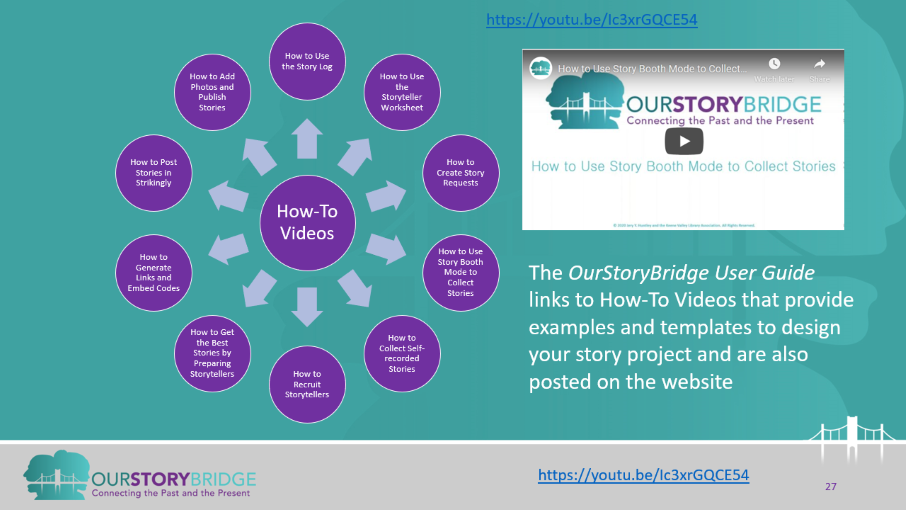 https://youtu.be/Ic3xrGQCE54
How to Use
the Story Log
How to Use
the
Storyteller
Worksheet
How to
Create Story
Requests
How to Use
Story Booth
Mode to
Collect
Stories
How to
Collect Self-
recorded
Stories
How to
Recruit
Storytellers
How to Get
the Best
Stories by
Preparing
Storytellers
How to
Generate
Links and
Embed Codes
How to Post
Stories in
Strikingly
How to Add
Photos and
Publish
Stories
How-To
Videos
How to Use Story Booth Mode to Collect...
Watch later
Share
OURSTORYBRIDGE
Connecting the Past and the Present
How to Use Story Booth Mode to Collect Stories
The OurStoryBridge User Guide
links to How-To Videos that provide
examples and templates to design
your story project and are also
posted on the website
OURSTORYBRIDGE
Connecting the Past and the Present
https://youtu.be/Ic3xrGQCE54
27